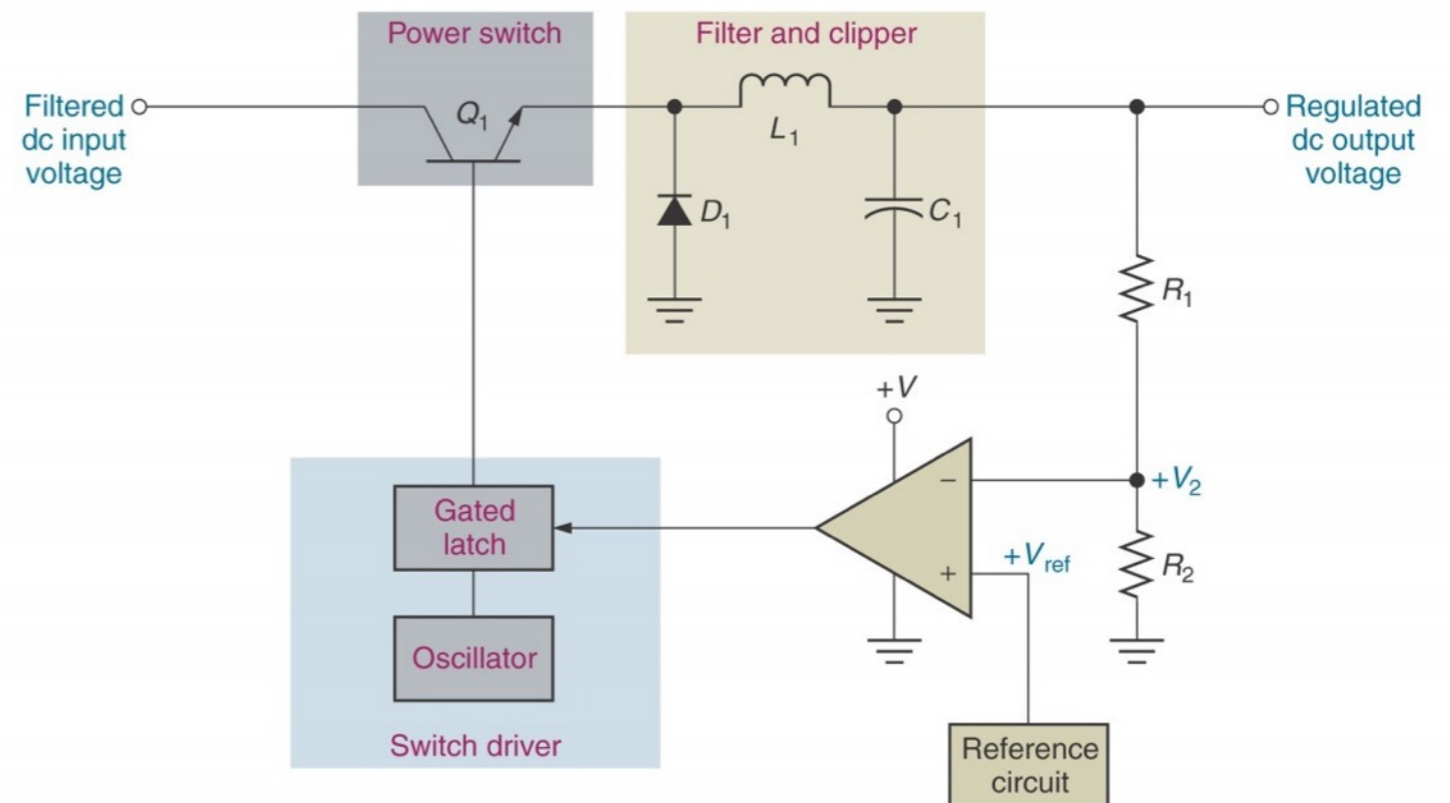 Power switch
Filter and clipper
Filtered
dc input
voltage
Q1
L1
Regulated
dc output
voltage
D1
C1
R1
+V
−
+V2
Gated
latch
+
+Vref
R2
Oscillator
Switch driver
Reference
circuit